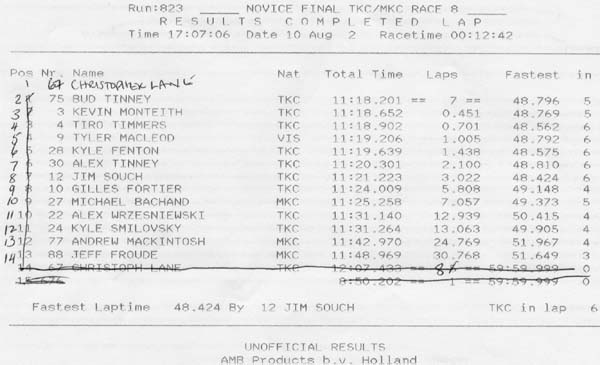 Run:823 NOVICE FINAL TKC/MKC RACE 8
RESULTS COMPLETED LAP
Time 17:07:06 Date 10 Aug 2 Racetime 00:12:42
Pos Nr. Name Nat Total Time Laps Fastest in
1 67 CHRISTOPHER LANE
2 75 BUD TINNEY TKC 11:18.201 == 7 == 48.796 5
3 3 KEVIN MONTEITH TKC 11:18.652 0.451 48.769 5
4 4 TIRO TIMMERS TKC 11:18.902 0.701 48.562 6
5 9 TYLER MACLEOD VIS 11:19.206 1.005 48.792 6
6 28 KYLE FENTON TKC 11:19.639 1.438 48.575 6
7 30 ALEX TINNEY TKC 11:20.301 2.100 48.810 6
8 12 JIM SOUCH TKC 11:21.223 3.022 48.424 6
9 10 GILLES FORTIER TKC 11:24.009 5.808 49.148 4
10 27 MICHAEL BACHAND MKC 11:25.258 7.057 49.373 5
11 10 22 ALEX WRZESNIEWSKI TKC 11:31.140 12.939 50.415 4
12 11 24 KYLE SMILOVSKY TKC 11:31.264 13.063 49.905 4
13 12 77 ANDREW MACKINTOSH MKC 11:42.970 24.769 51.967 4
14 13 88 JEFF FROUDE MKC 11:48.969 30.768 51.649 3
14 67 CHRISTOPH LANE TKC 12:07.433 == == 59:59.999 0
8:50.202 == 1 == 59:59.999 0
Fastest Laptime 48.424 By 12 JIM SOUCH TKC in lap 6
UNOFFICIAL RESULTS
AMB Products b.v. Holland